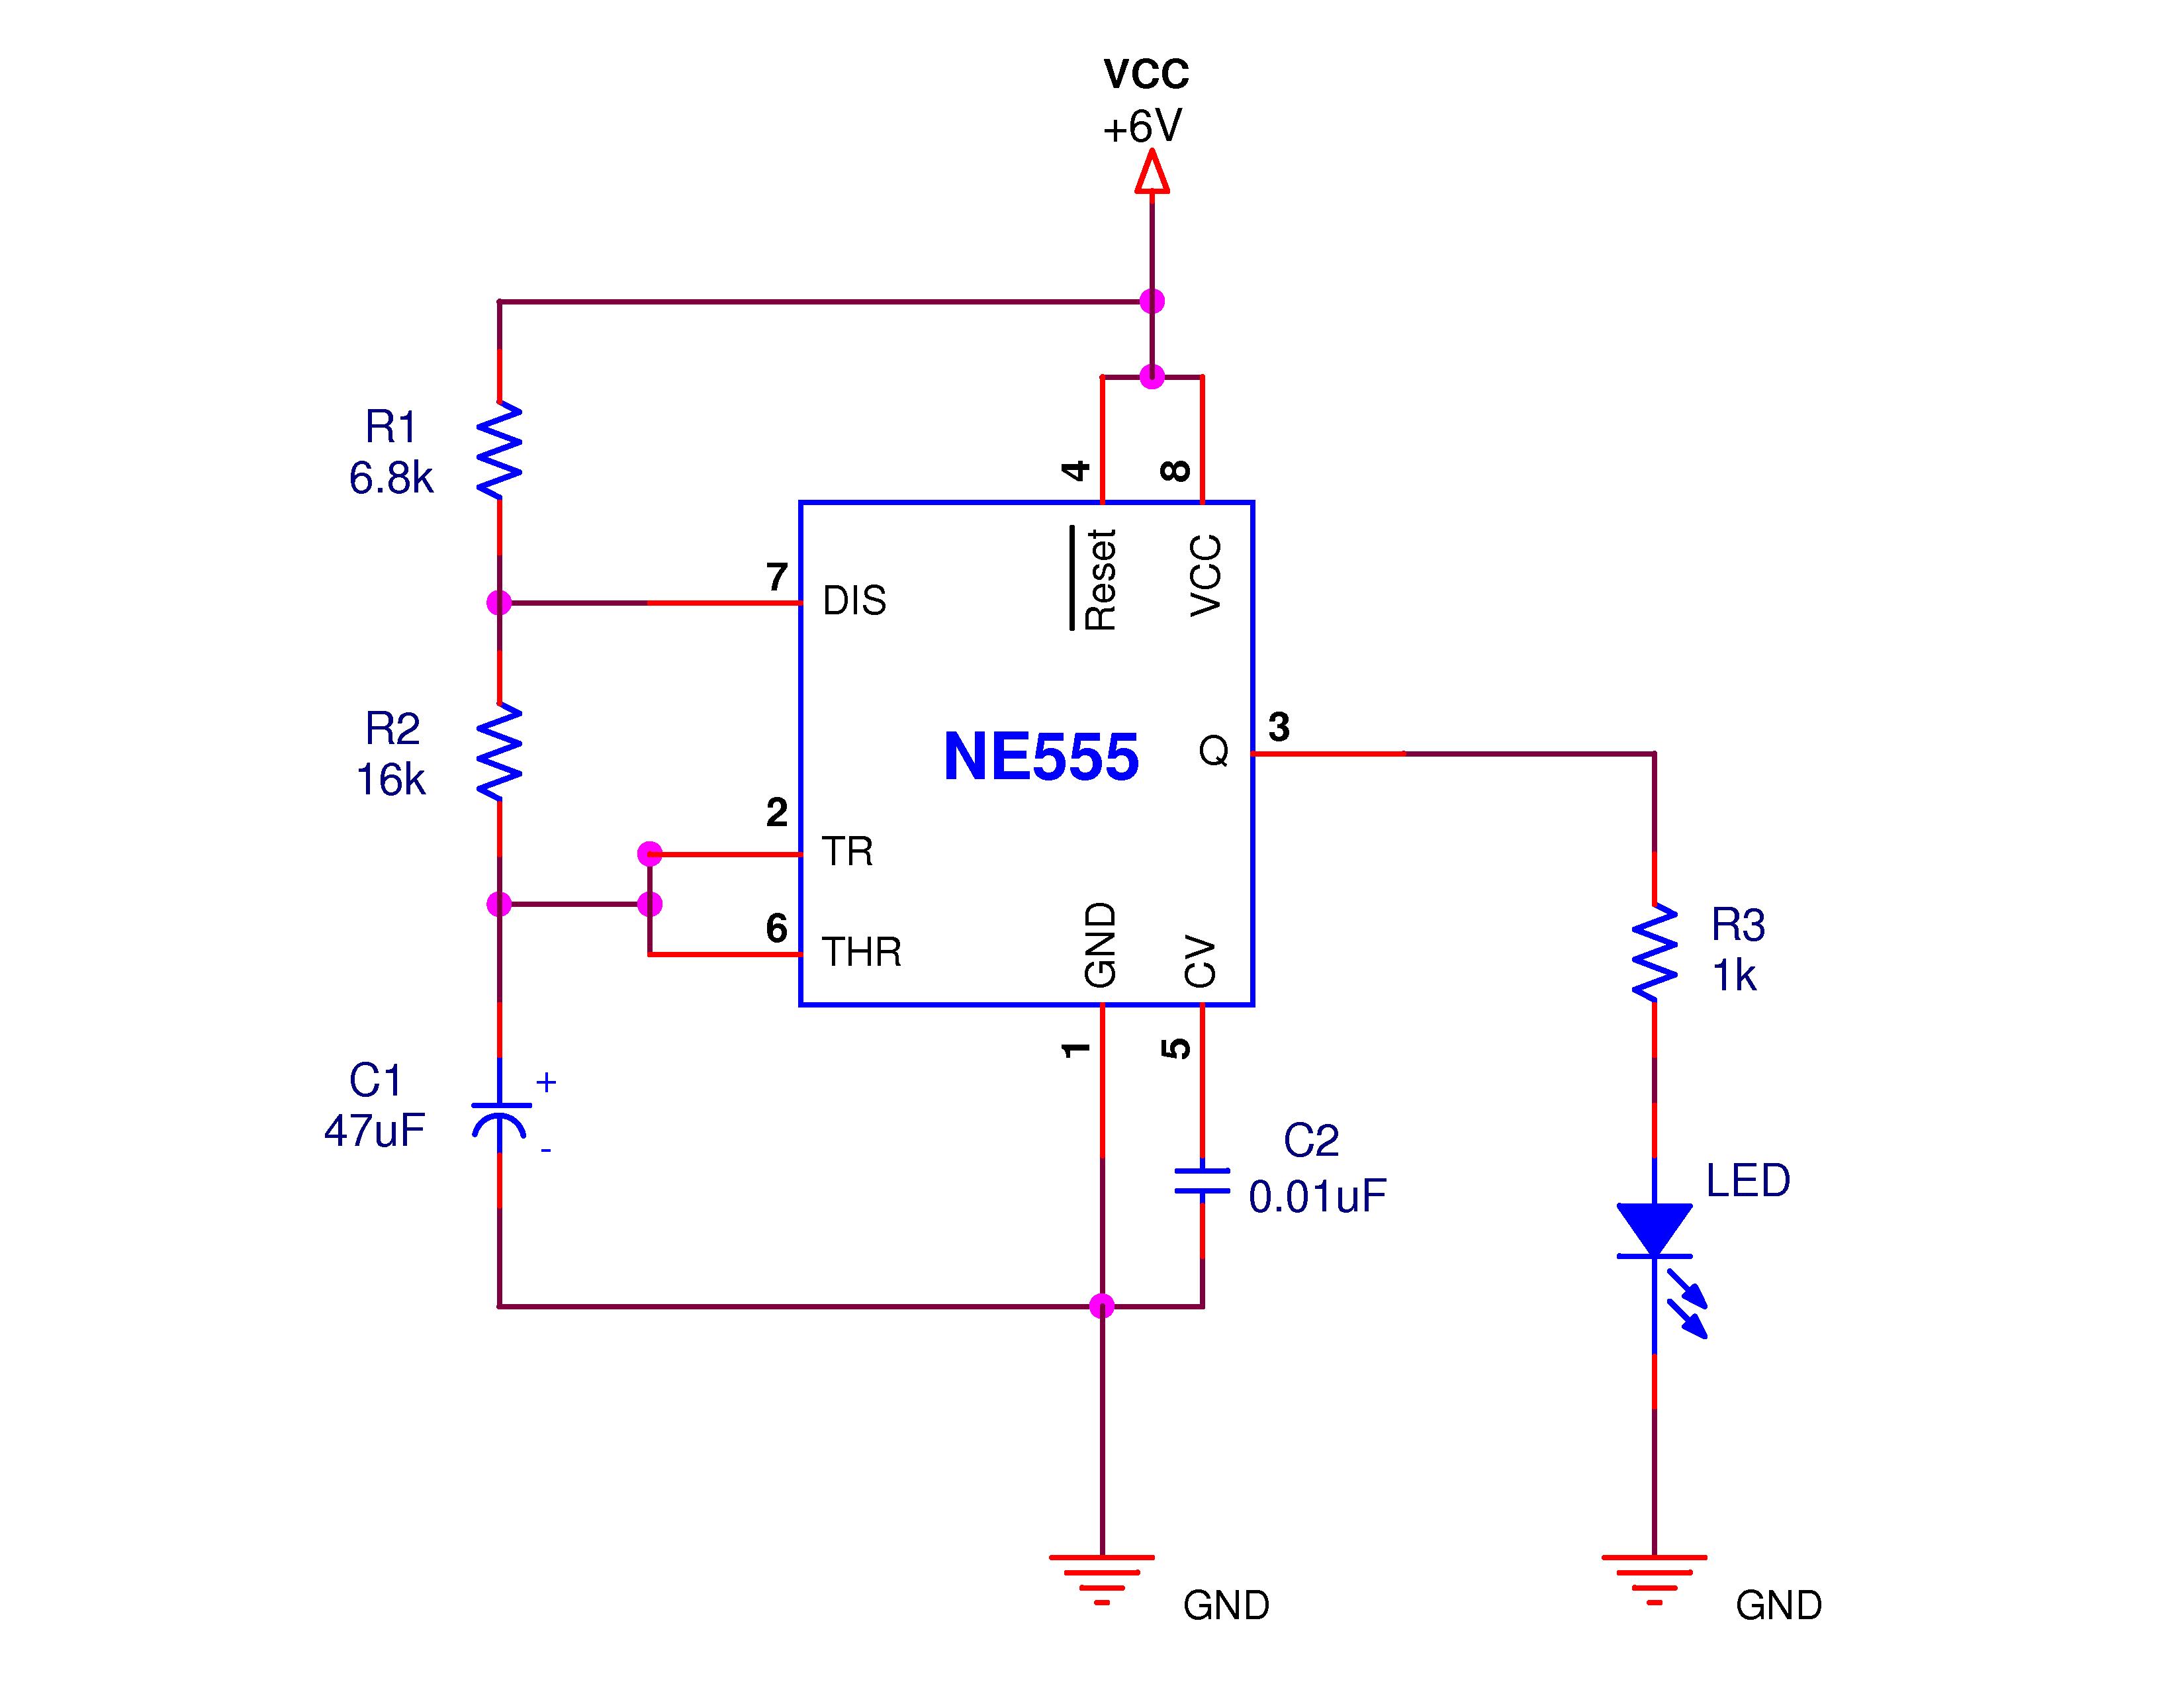 VCC
+6V
R1
6.8k
4
8
Reset
VCC
7
DIS
R2
16k
NE555
Q
3
2
TR
6
THR
GND
CV
R3
1k
1
5
C1
47uF
+
-
C2
0.01uF
LED
GND
GND